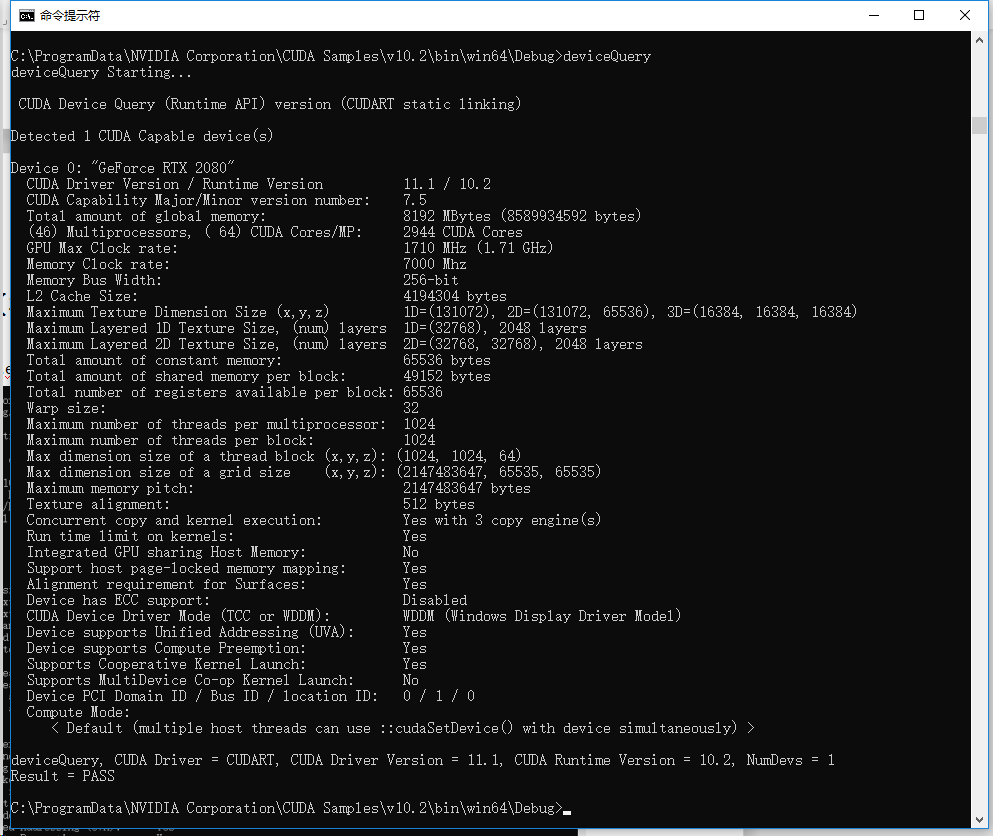 命令提示符
C:\ProgramData\NVIDIA Corporation\CUDA Samples\v10.2\bin\win64\Debug>deviceQuery
deviceQuery Starting...
CUDA Device Query (Runtime API) version (CUDART static linking)
Detected 1 CUDA Capable device(s)
Device 0: "GeForce RTX 2080"
CUDA Driver Version / Runtime Version 11.1 / 10.2
CUDA Capability Major/Minor version number: 7.5
Total amount of global memory: 8192 MBytes (8589934592 bytes)
(46) Multiprocessors, ( 64) CUDA Cores/MP: 2944 CUDA Cores
GPU Max Clock rate: 1710 MHz (1.71 GHz)
Memory Clock rate: 7000 Mhz
Memory Bus Width: 256-bit
L2 Cache Size: 4194304 bytes
Maximum Texture Dimension Size (x,y,z) 1D=(131072), 2D=(131072, 65536), 3D=(16384, 16384, 16384)
Maximum Layered 1D Texture Size, (num) layers 1D=(32768), 2048 layers
Maximum Layered 2D Texture Size, (num) layers 2D=(32768, 32768), 2048 layers
Total amount of constant memory: 65536 bytes
Total amount of shared memory per block: 49152 bytes
Total number of registers available per block: 65536
Warp size: 32
Maximum number of threads per multiprocessor: 1024
Maximum number of threads per block: 1024
Max dimension size of a thread block (x,y,z): (1024, 1024, 64)
Max dimension size of a grid size (x,y,z): (2147483647, 65535, 65535)
Maximum memory pitch: 2147483647 bytes
Texture alignment: 512 bytes
Concurrent copy and kernel execution: Yes with 3 copy engine(s)
Run time limit on kernels: Yes
Integrated GPU sharing Host Memory: No
Support host page-locked memory mapping: Yes
Alignment requirement for Surfaces: Yes
Device has ECC support: Disabled
CUDA Device Driver Mode (TCC or WDDM): WDDM (Windows Display Driver Model)
Device supports Unified Addressing (UVA): Yes
Device supports Compute Preemption: Yes
Supports Cooperative Kernel Launch: Yes
Supports MultiDevice Co-op Kernel Launch: No
Device PCI Domain ID / Bus ID / location ID: 0 / 1 / 0
Compute Mode:
< Default (multiple host threads can use ::cudaSetDevice() with device simultaneously) >
deviceQuery, CUDA Driver = CUDART, CUDA Driver Version = 11.1, CUDA Runtime Version = 10.2, NumDevs = 1
Result = PASS
C:\ProgramData\NVIDIA Corporation\CUDA Samples\v10.2\bin\win64\Debug>